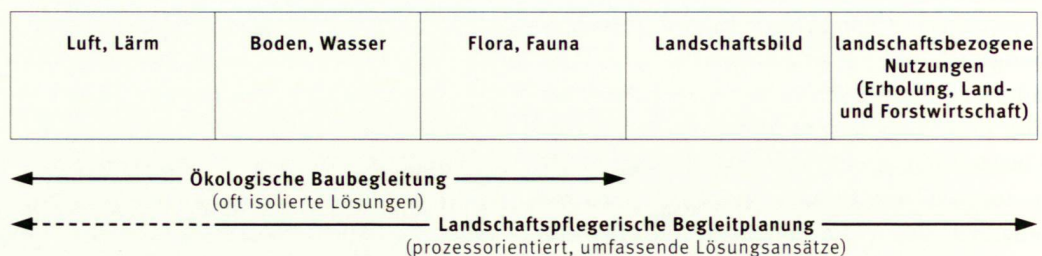 Luft, Lärm
Boden, Wasser
Flora, Fauna
Landschaftsbild
landschaftsbezogene
Nutzungen
(Erholung, Land-
und Forstwirtschaft)
Ökologische Baubegleitung
(oft isolierte Lösungen)
Landschaftspflegerische Begleitplanung
(prozessorientiert, umfassende Lösungsansätze)